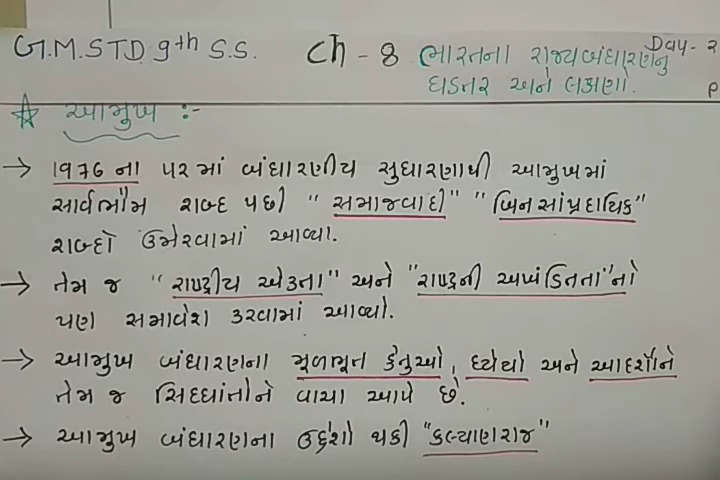 G.M.STD 9th S.S. Ch - 8 ભારતના રાજ્યબંધારણનું Day - 2
ઘડતર અને લક્ષણો. P
☆ આમુખ :-
→ 1976 ના ૫૨ માં બંધારણીય સુધારણાથી આમુખમાં
સાર્વભૌમ શબ્દ પછી "સમાજવાદી" "બિનસાંપ્રદાયિક"
શબ્દો ઉમેરવામાં આવ્યા.
→ તેમ જ "રાષ્ટ્રીય એકતા" અને "રાષ્ટ્રની અખંડિતતા"નો
પણ સમાવેશ કરવામાં આવ્યો.
→ આમુખ બંધારણના મૂળભૂત હેતુઓ, ધ્યેયો અને આદર્શોને
તેમ જ સિદ્ધાંતોને વાચા આપે છે.
→ આમુખ બંધારણના ઉદ્દેશો થકી "કલ્યાણરાજ"